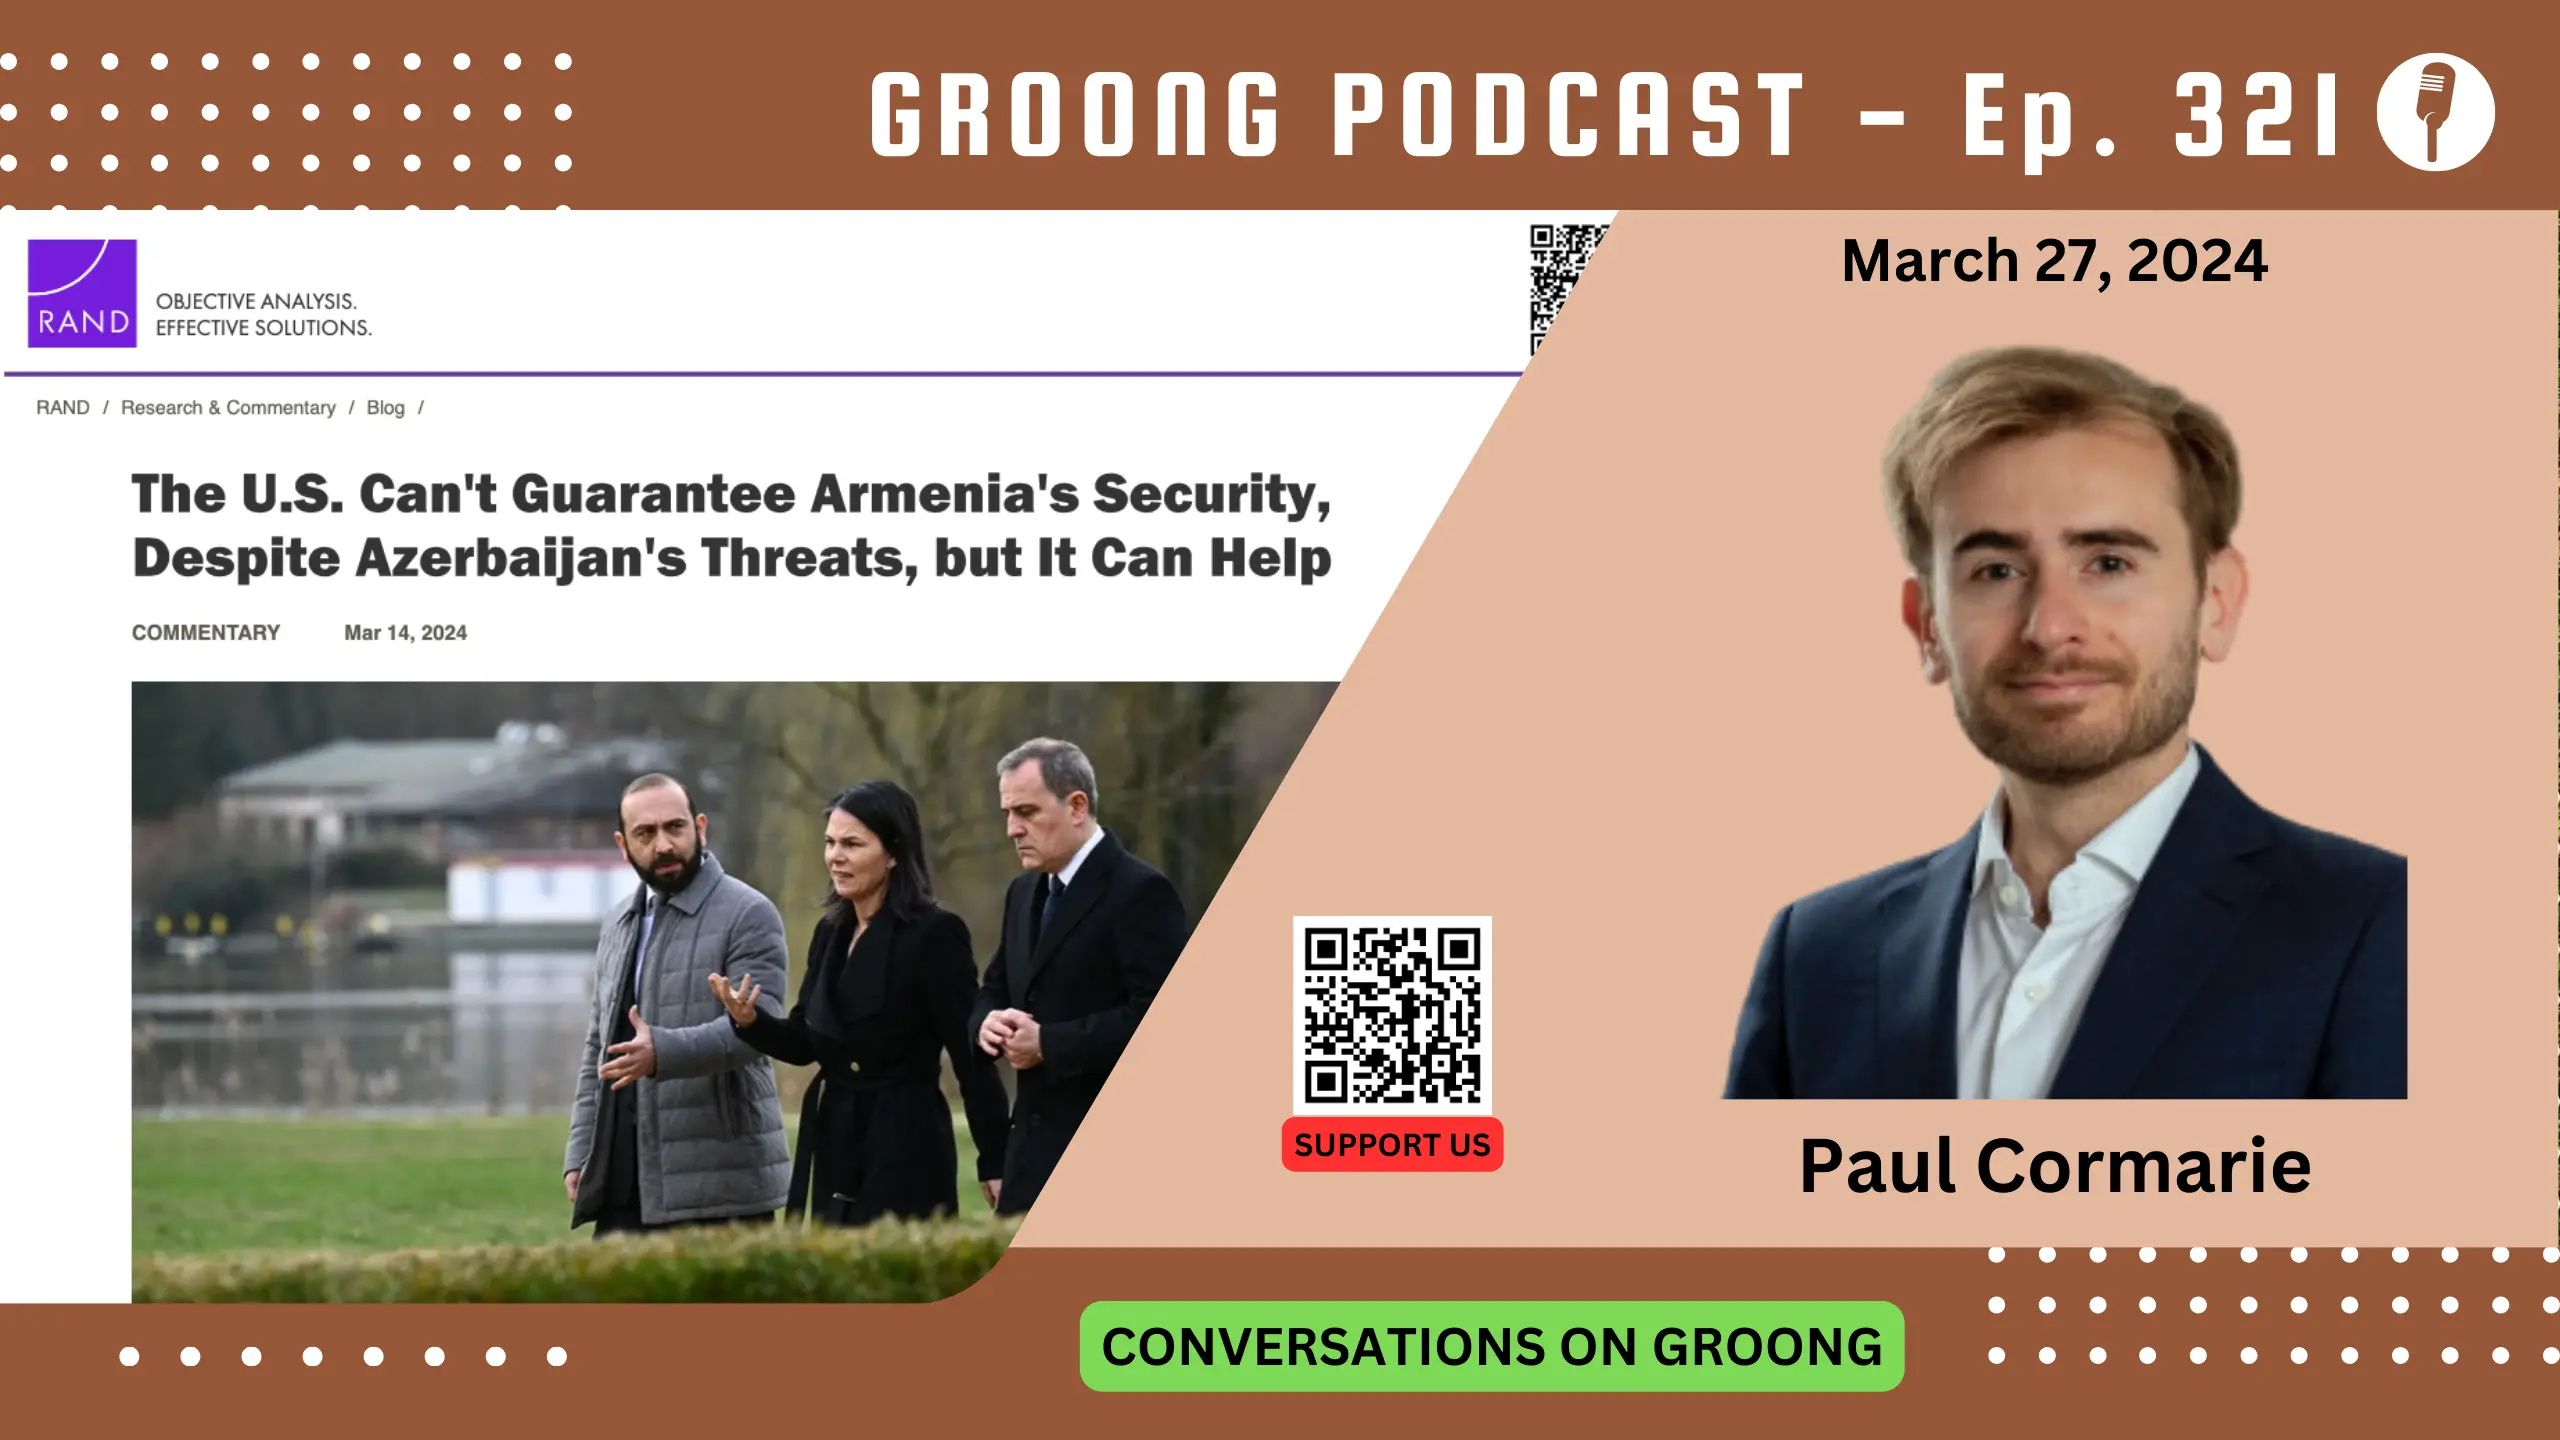 GROONG PODCAST - Ep. 321
March 27, 2024
RAND
OBJECTIVE ANALYSIS.
EFFECTIVE SOLUTIONS.
RAND / Research & Commentary / Blog /
The U.S. Can't Guarantee Armenia's Security,
Despite Azerbaijan's Threats, but It Can Help
COMMENTARY Mar 14, 2024
SUPPORT US
Paul Cormarie
CONVERSATIONS ON GROONG